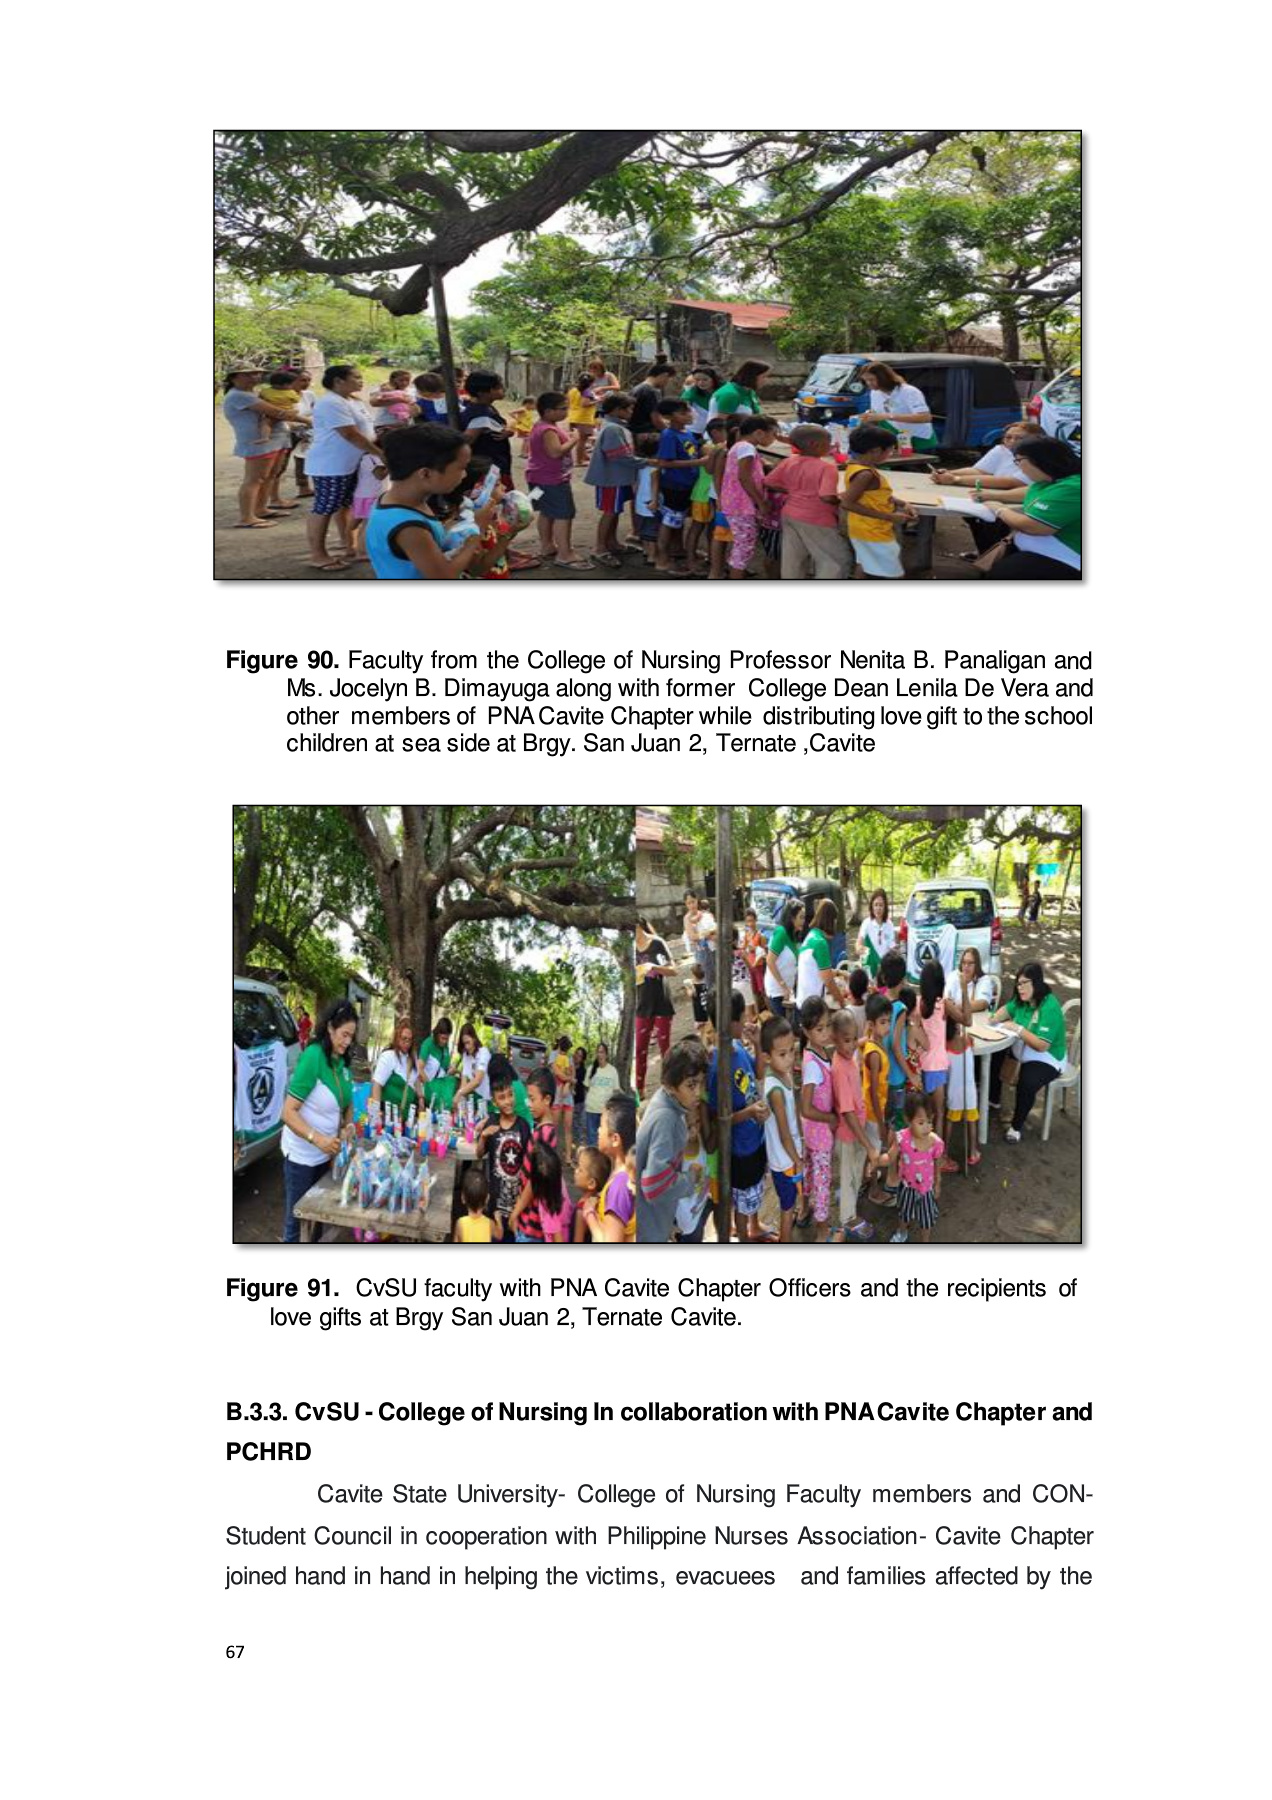 Figure 90. Faculty from the College of Nursing Professor Nenita B. Panaligan and
Ms. Jocelyn B. Dimayuga along with former College Dean Lenila De Vera and
other members of PNA Cavite Chapter while distributing love gift to the school
children at sea side at Brgy. San Juan 2, Ternate ,Cavite
Figure 91. CvSU faculty with PNA Cavite Chapter Officers and the recipients of
love gifts at Brgy San Juan 2, Ternate Cavite.
B.3.3. CvSU - College of Nursing In collaboration with PNA Cavite Chapter and
PCHRD
Cavite State University- College of Nursing Faculty members and CON-
Student Council in cooperation with Philippine Nurses Association- Cavite Chapter
joined hand in hand in helping the victims, evacuees and families affected by the
67